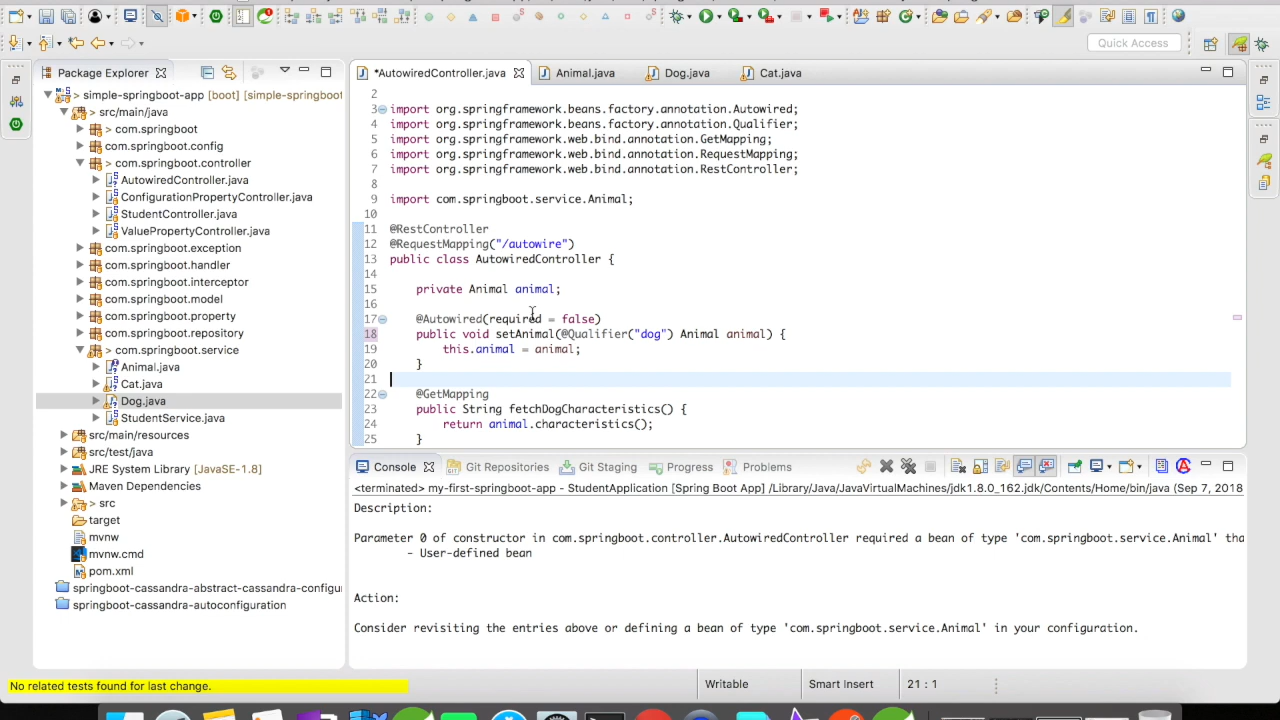 Quick Access
Package Explorer
simple-springboot-app [boot] [simple-springboot
src/main/java
com.springboot
com.springboot.config
com.springboot.controller
AutowiredController.java
ConfigurationPropertyController.java
StudentController.java
ValuePropertyController.java
com.springboot.exception
com.springboot.handler
com.springboot.interceptor
com.springboot.model
com.springboot.property
com.springboot.repository
com.springboot.service
Animal.java
Cat.java
Dog.java
StudentService.java
src/main/resources
src/test/java
JRE System Library [JavaSE-1.8]
Maven Dependencies
src
target
mvnw
mvnw.cmd
pom.xml
springboot-cassandra-abstract-cassandra-configu
springboot-cassandra-autoconfiguration
*AutowiredController.java Animal.java Dog.java Cat.java
2
3 import org.springframework.beans.factory.annotation.Autowired;
4 import org.springframework.beans.factory.annotation.Qualifier;
5 import org.springframework.web.bind.annotation.GetMapping;
6 import org.springframework.web.bind.annotation.RequestMapping;
7 import org.springframework.web.bind.annotation.RestController;
8
9 import com.springboot.service.Animal;
10
11 @RestController
12 @RequestMapping("/autowire")
13 public class AutowiredController {
14
15 private Animal animal;
16
17 @Autowired(required = false)
18 public void setAnimal(@Qualifier("dog") Animal animal) {
19 this.animal = animal;
20 }
21
22 @GetMapping
23 public String fetchDogCharacteristics() {
24 return animal.characteristics();
25 }
Console Git Repositories Git Staging Progress Problems
<terminated> my-first-springboot-app - StudentApplication [Spring Boot App] /Library/Java/JavaVirtualMachines/jdk1.8.0_162.jdk/Contents/Home/bin/java (Sep 7, 2018
Description:
Parameter 0 of constructor in com.springboot.controller.AutowiredController required a bean of type 'com.springboot.service.Animal' tha
- User-defined bean
Action:
Consider revisiting the entries above or defining a bean of type 'com.springboot.service.Animal' in your configuration.
No related tests found for last change.
Writable Smart Insert 21 : 1